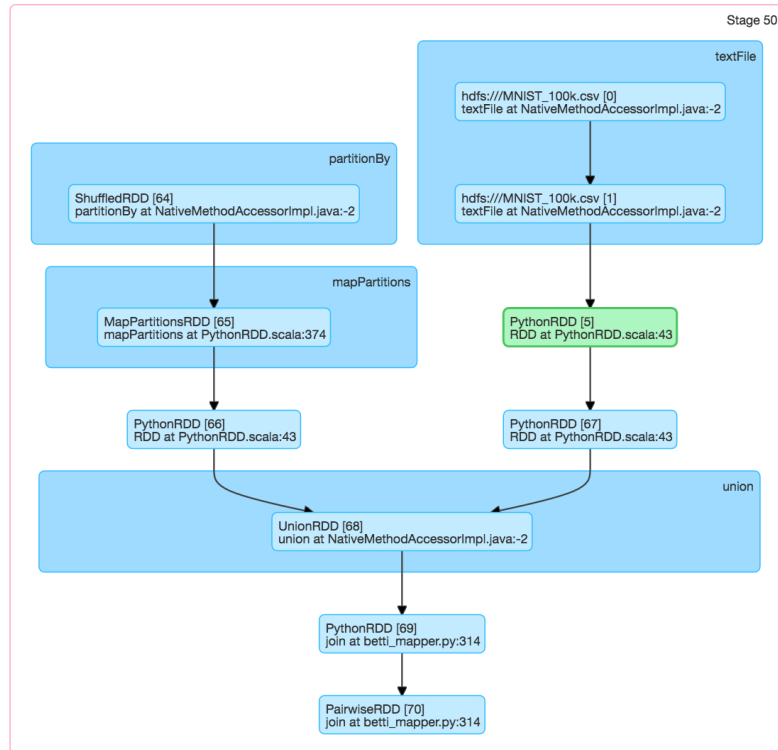 Stage 50
textFile
hdfs:///MNIST_100k.csv [0]
textFile at NativeMethodAccessorImpl.java:-2
partitionBy
ShuffledRDD [64]
partitionBy at NativeMethodAccessorImpl.java:-2
hdfs:///MNIST_100k.csv [1]
textFile at NativeMethodAccessorImpl.java:-2
mapPartitions
MapPartitionsRDD [65]
mapPartitions at PythonRDD.scala:374
PythonRDD [5]
RDD at PythonRDD.scala:43
PythonRDD [66]
RDD at PythonRDD.scala:43
PythonRDD [67]
RDD at PythonRDD.scala:43
union
UnionRDD [68]
union at NativeMethodAccessorImpl.java:-2
PythonRDD [69]
join at betti_mapper.py:314
PairwiseRDD [70]
join at betti_mapper.py:314